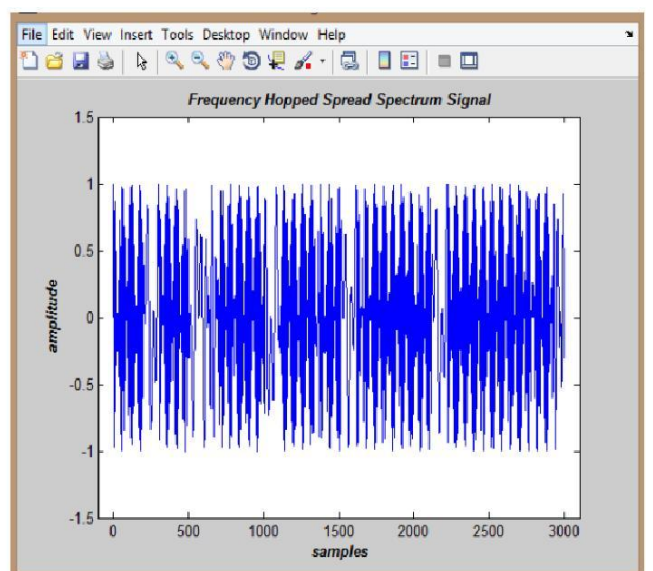 File Edit View Insert Tools Desktop Window Help
Frequency Hopped Spread Spectrum Signal
1.5
1
0.5
0
-0.5
-1
-1.5
amplitude
0 500 1000 1500 2000 2500 3000
samples